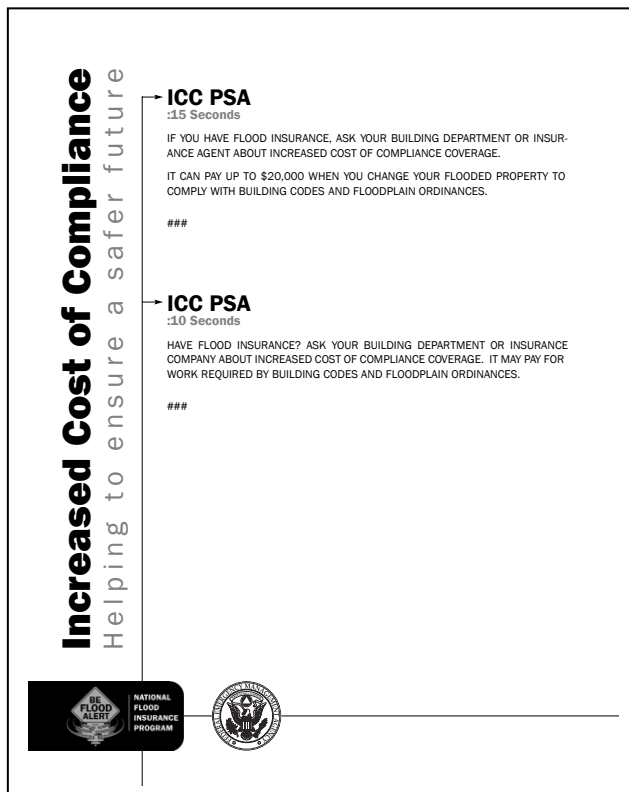 Increased Cost of Compliance
Helping to ensure a safer future
ICC PSA
:15 Seconds
IF YOU HAVE FLOOD INSURANCE, ASK YOUR BUILDING DEPARTMENT OR INSUR-
ANCE AGENT ABOUT INCREASED COST OF COMPLIANCE COVERAGE.
IT CAN PAY UP TO $20,000 WHEN YOU CHANGE YOUR FLOODED PROPERTY TO
COMPLY WITH BUILDING CODES AND FLOODPLAIN ORDINANCES.
###
ICC PSA
:10 Seconds
HAVE FLOOD INSURANCE? ASK YOUR BUILDING DEPARTMENT OR INSURANCE
COMPANY ABOUT INCREASED COST OF COMPLIANCE COVERAGE. IT MAY PAY FOR
WORK REQUIRED BY BUILDING CODES AND FLOODPLAIN ORDINANCES.
###
BE
FLOOD
ALERT
NATIONAL
FLOOD
INSURANCE
PROGRAM
FEDERAL EMERGENCY MANAGEMENT AGENCY